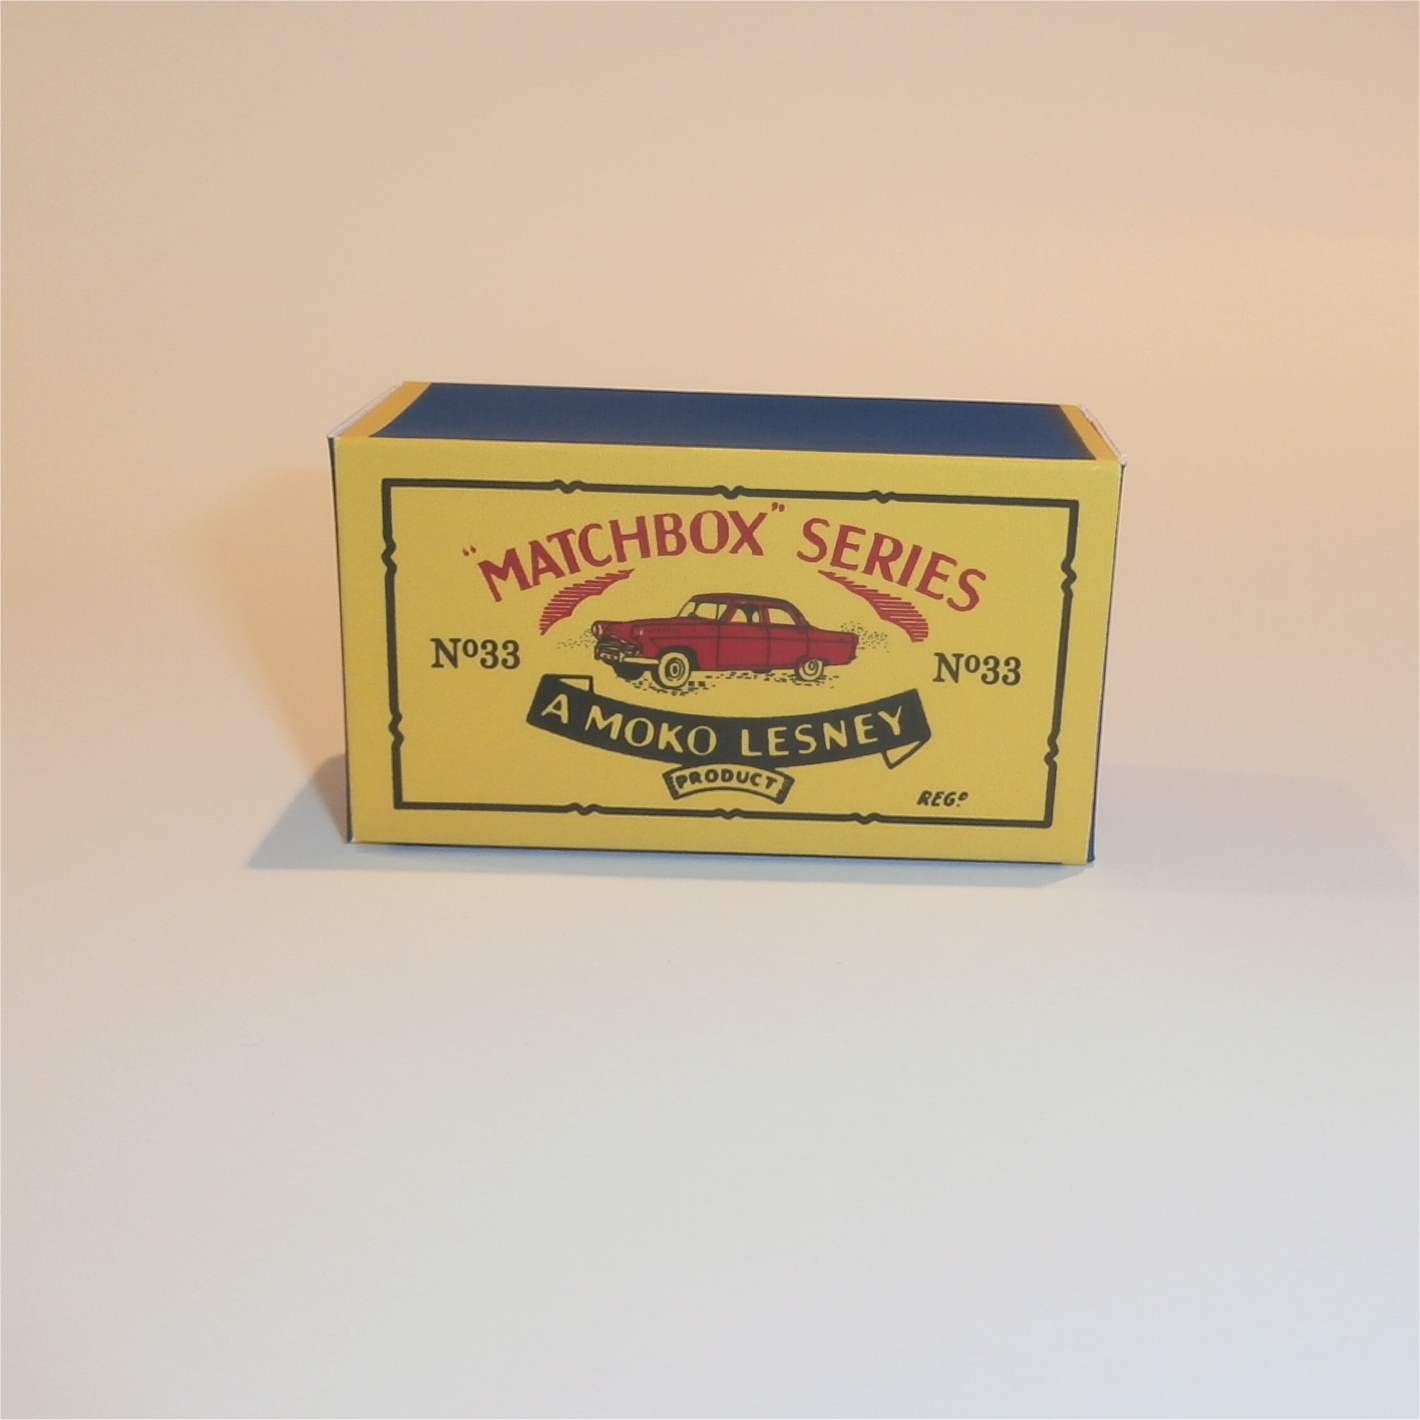 “MATCHBOX” SERIES
Nº33 Nº33
A MOKO LESNEY
PRODUCT
REGº